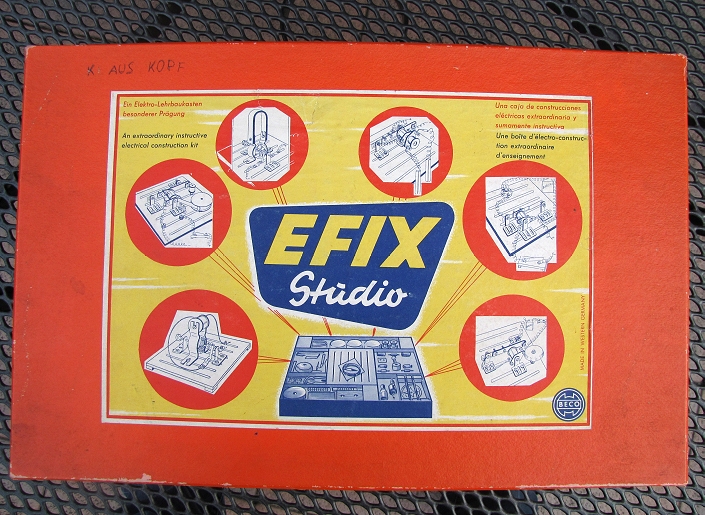 * AUS KOPF
Ein Elektro-Lehrbaukasten
besonderer Prägung
An extraordinary instructive
electrical construction kit
Una caja de construcciones
eléctricas extraordinaria y
sumamente instructiva
Une boîte d'électro-construc-
tion extraordinaire
d'enseignement
EFIX
Stùdio
MADE IN WESTERN GERMANY
BECO